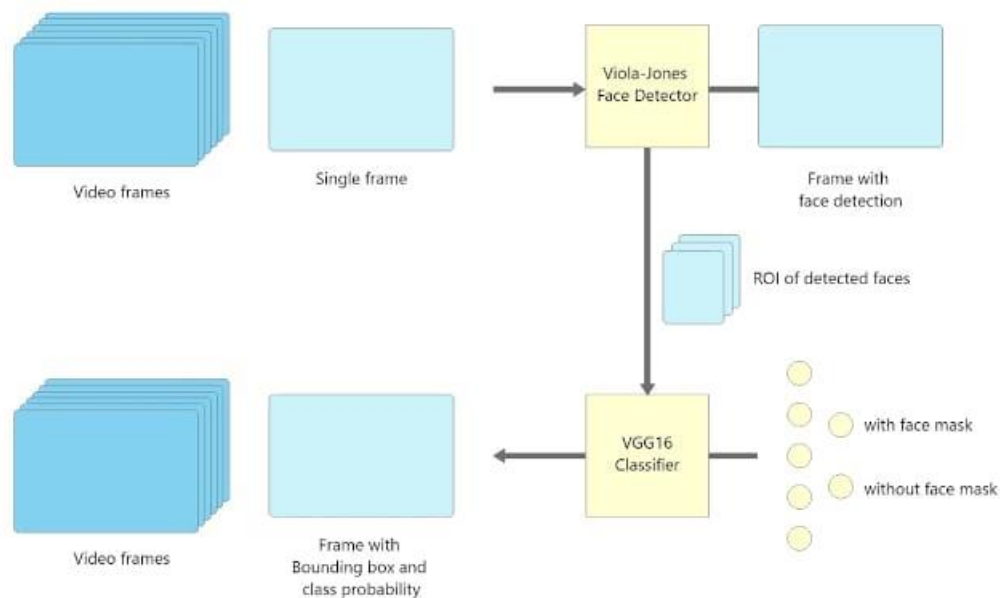 Viola-Jones
Face Detector
Video frames
Single frame
Frame with
face detection
ROI of detected faces
VGG16
Classifier
with face mask
without face mask
Video frames
Frame with
Bounding box and
class probability